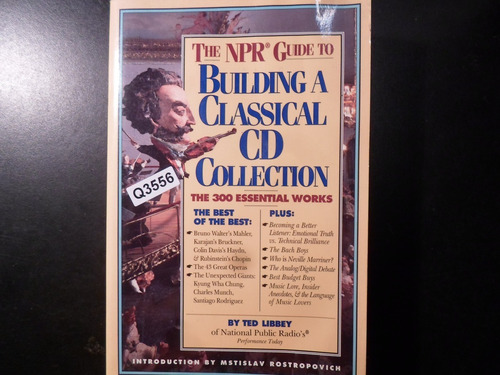 THE NPR® GUIDE TO
BUILDING A
CLASSICAL
CD
COLLECTION
THE 300 ESSENTIAL WORKS
Q3556
THE BEST
OF THE BEST:
Bruno Walter's Mahler,
Karajan's Bruckner,
Colin Davis's Haydn,
& Rubinstein's Chopin
The 45 Great Operas
The Unexpected Giants:
Kyung Wha Chung,
Charles Munch,
Santiago Rodriguez
PLUS:
Becoming a Better
Listener: Emotional Truth
vs. Technical Brilliance
The Bach Boys
Who is Neville Marriner?
The Analog/Digital Debate
Best Budget Buys
Music Lore, Insider
Anecdotes, & the Language
of Music Lovers
BY TED LIBBEY
of National Public Radio's®
Performance Today
INTRODUCTION BY MSTISLAV ROSTROPOVICH